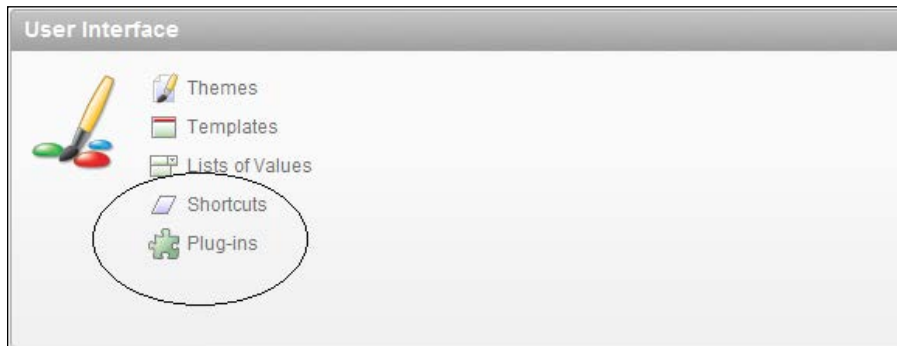 User Interface
Themes
Templates
Lists of Values
Shortcuts
Plug-ins